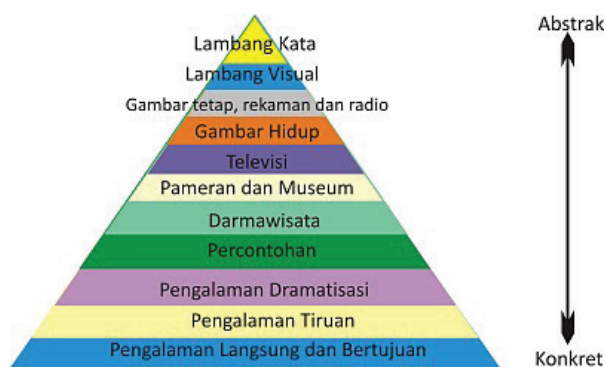 Abstrak
Lambang Kata
Lambang Visual
Gambar tetap, rekaman dan radio
Gambar Hidup
Televisi
Pameran dan Museum
Darmawisata
Percontohan
Pengalaman Dramatisasi
Pengalaman Tiruan
Pengalaman Langsung dan Bertujuan
Konkret